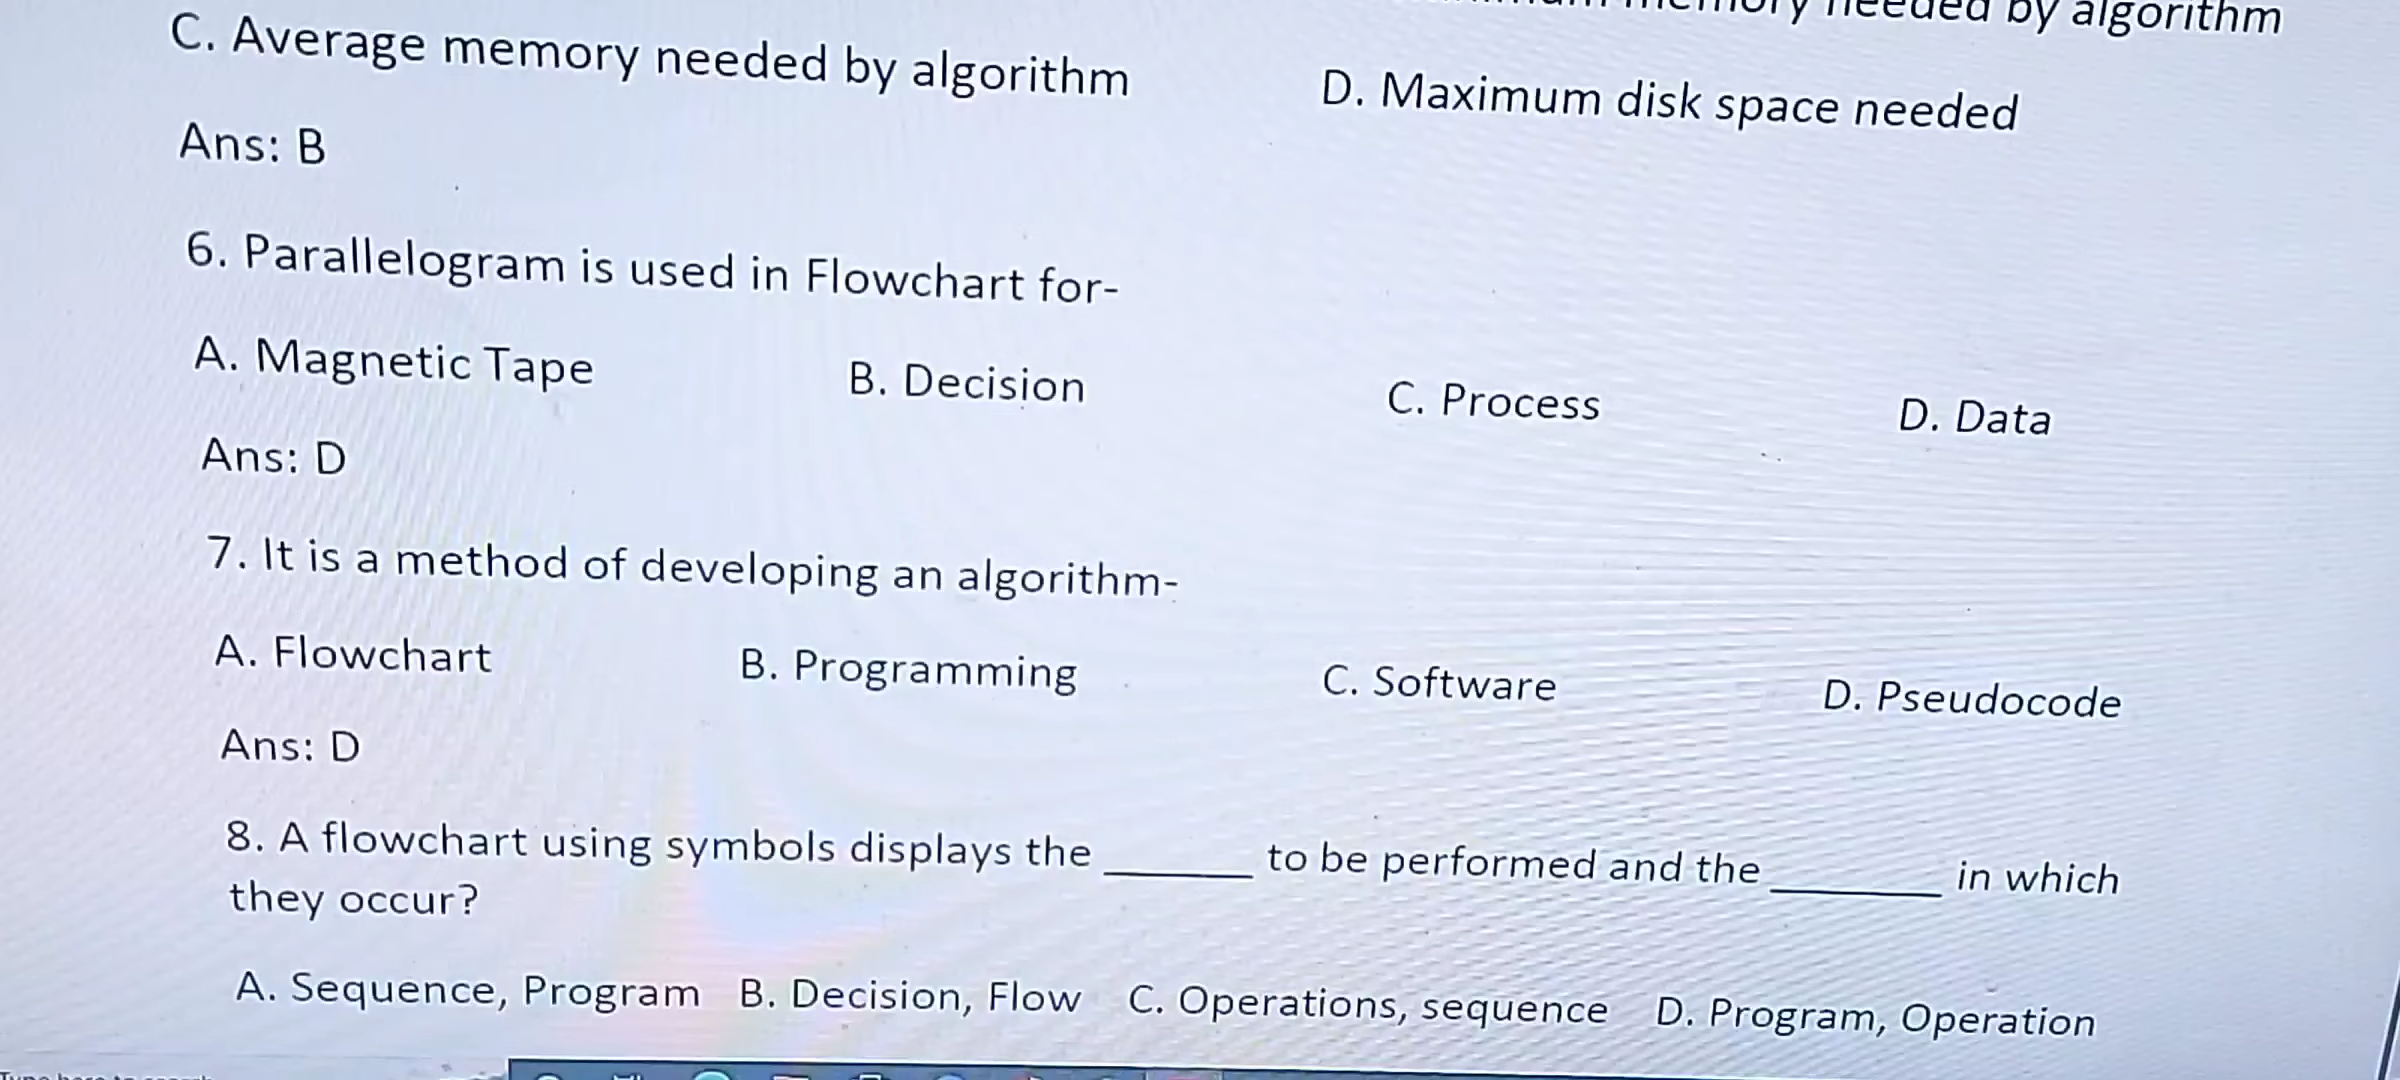 needed by algorithm
C. Average memory needed by algorithm D. Maximum disk space needed
Ans: B
6. Parallelogram is used in Flowchart for-
A. Magnetic Tape B. Decision C. Process D. Data
Ans: D
7. It is a method of developing an algorithm-
A. Flowchart B. Programming C. Software D. Pseudocode
Ans: D
8. A flowchart using symbols displays the ______ to be performed and the ______ in which
they occur?
A. Sequence, Program B. Decision, Flow C. Operations, sequence D. Program, Operation